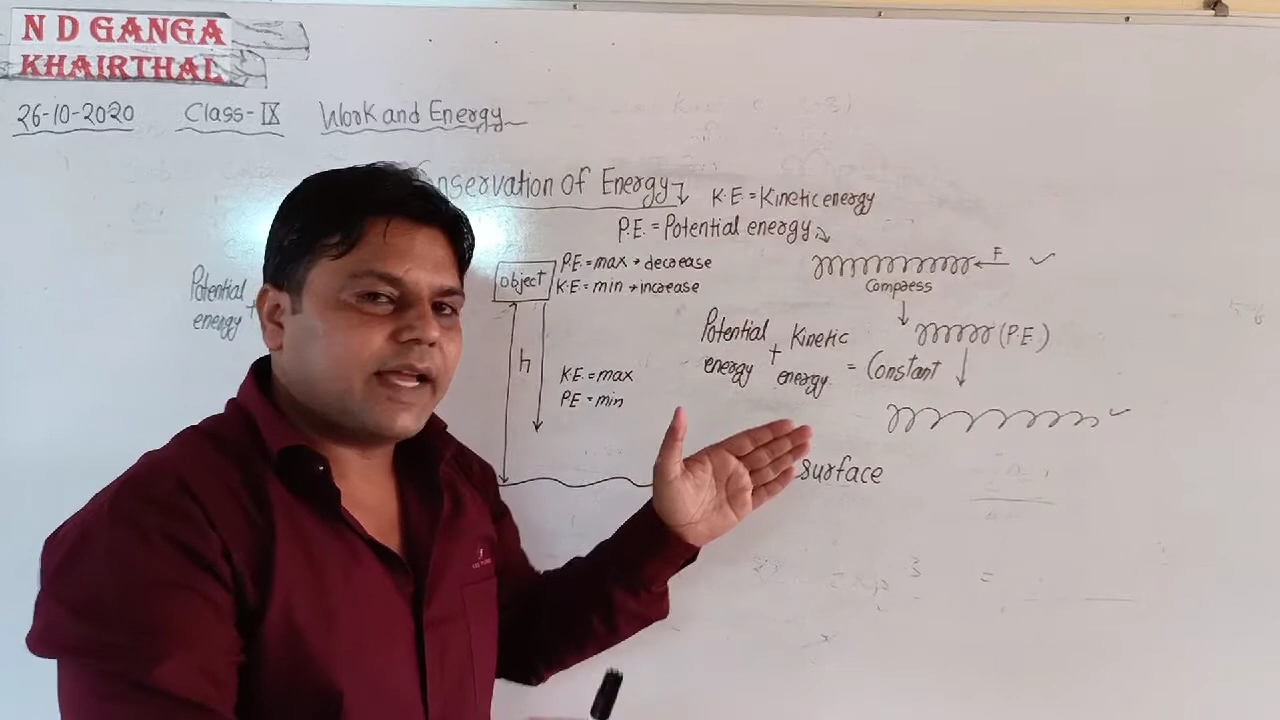 N D GANGA
KHAIRTHAL
26-10-2020 Class-IX Work and Energy
onservation of Energy
K.E. = Kinetic energy
P.E. = Potential energy
object
P.E. = max → decrease
K.E. = min → increase
F
Compress
(P.E.)
Potential
energy +
h
K.E. = max
P.E = min
Potential energy + Kinetic energy = Constant
surface